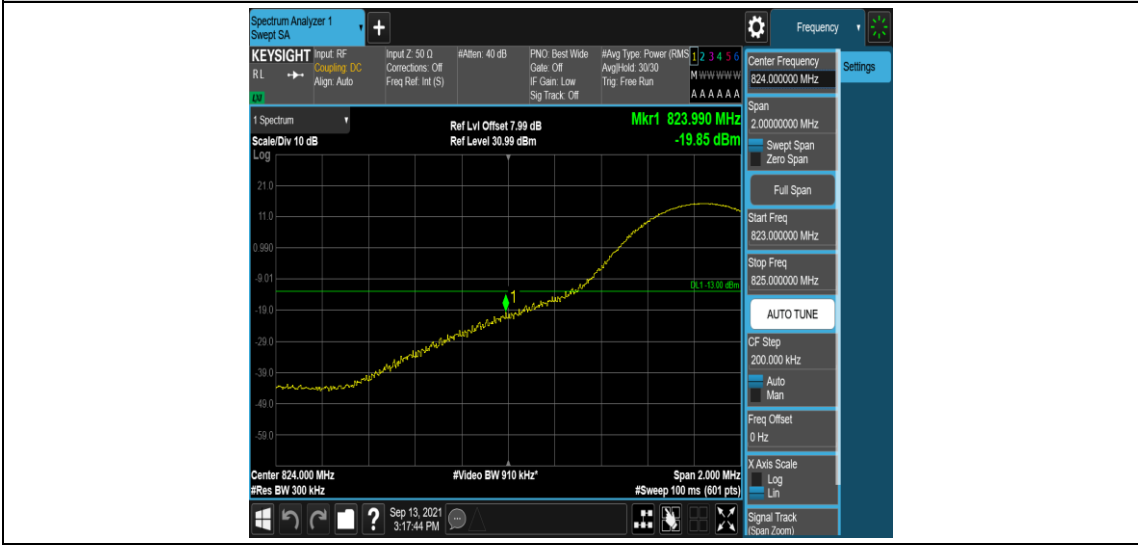 Spectrum Analyzer 1
Swept SA
+
Frequency
KEYSIGHT
RL
LM
Input: RF
Coupling: DC
Align: Auto
Input Z: 50 Ω
Corrections: Off
Freq Ref: Int (S)
#Atten: 40 dB
PNO: Best Wide
Gate: Off
IF Gain: Low
Sig Track: Off
#Avg Type: Power (RMS
Avg|Hold: 30/30
Trig: Free Run
1 2 3 4 5 6
M W W W W W
A A A A A A
1 Spectrum
Scale/Div 10 dB
Log
Ref Lvl Offset 7.99 dB
Ref Level 30.99 dBm
Mkr1 823.990 MHz
-19.85 dBm
21.0
11.0
0.990
-9.01
-19.0
-29.0
-39.0
-49.0
-59.0
1
DL1 -13.00 dBm
Center 824.000 MHz
#Res BW 300 kHz
#Video BW 910 kHz*
Span 2.000 MHz
#Sweep 100 ms (601 pts)
Center Frequency
824.000000 MHz
Settings
Span
2.00000000 MHz
Swept Span
Zero Span
Full Span
Start Freq
823.000000 MHz
Stop Freq
825.000000 MHz
AUTO TUNE
CF Step
200.000 kHz
Auto
Man
Freq Offset
0 Hz
X Axis Scale
Log
Lin
Signal Track
(Span Zoom)
?
Sep 13, 2021
3:17:44 PM